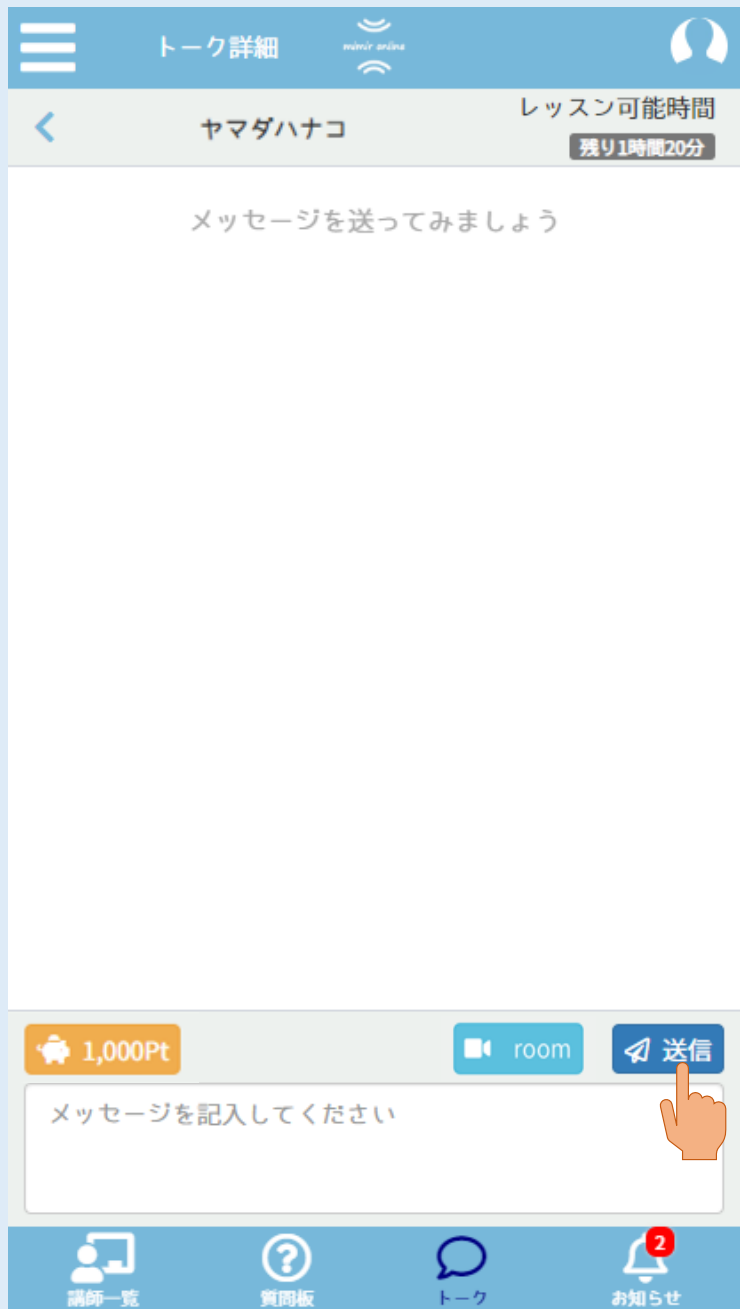 トーク詳細
mimir online
ヤマダハナコ
レッスン可能時間
残り1時間20分
メッセージを送ってみましょう
1,000Pt
room
送信
メッセージを記入してください
2
講師一覧
質問板
トーク
お知らせ